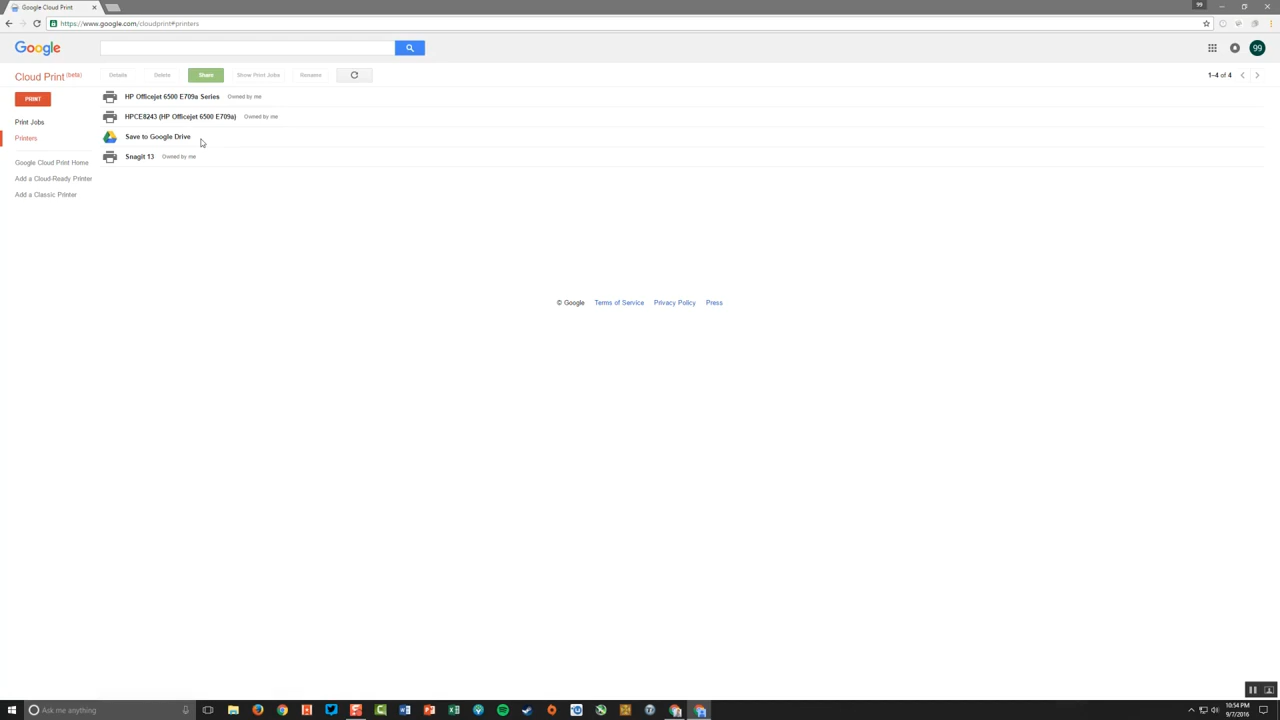 Google Cloud Print
99
https://www.google.com/cloudprint#printers
Google
99
Cloud Print (beta)
Details
Delete
Share
Show Print Jobs
Rename
1–4 of 4
PRINT
HP Officejet 6500 E709a Series Owned by me
HPCE8243 (HP Officejet 6500 E709a) Owned by me
Save to Google Drive
Snagit 13 Owned by me
Print Jobs
Printers
Google Cloud Print Home
Add a Cloud-Ready Printer
Add a Classic Printer
© Google Terms of Service Privacy Policy Press
Ask me anything
10:54 PM
9/7/2016